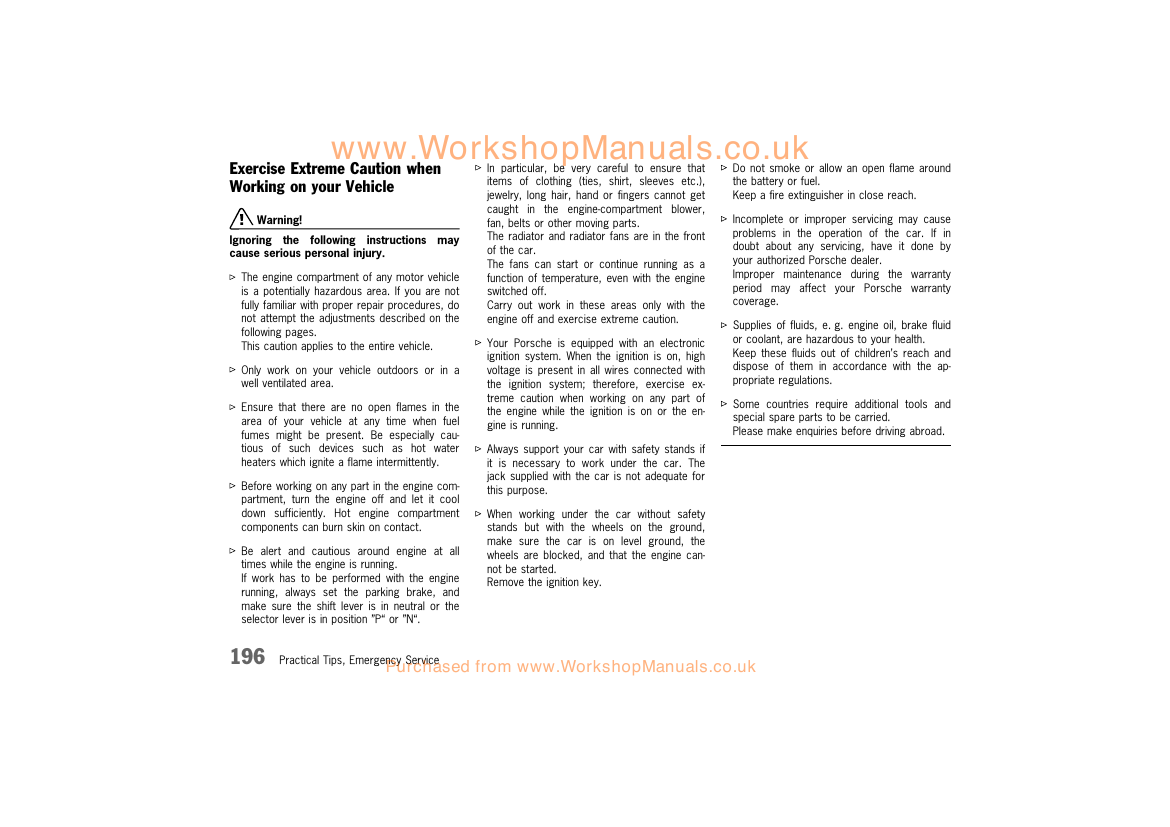 www.WorkshopManuals.co.uk
Exercise Extreme Caution when
Working on your Vehicle
Warning!
Ignoring the following instructions may
cause serious personal injury.
▷ The engine compartment of any motor vehicle
is a potentially hazardous area. If you are not
fully familiar with proper repair procedures, do
not attempt the adjustments described on the
following pages.
This caution applies to the entire vehicle.
▷ Only work on your vehicle outdoors or in a
well ventilated area.
▷ Ensure that there are no open flames in the
area of your vehicle at any time when fuel
fumes might be present. Be especially cau-
tious of such devices such as hot water
heaters which ignite a flame intermittently.
▷ Before working on any part in the engine com-
partment, turn the engine off and let it cool
down sufficiently. Hot engine compartment
components can burn skin on contact.
▷ Be alert and cautious around engine at all
times while the engine is running.
If work has to be performed with the engine
running, always set the parking brake, and
make sure the shift lever is in neutral or the
selector lever is in position ”P“ or ”N“.
▷ In particular, be very careful to ensure that
items of clothing (ties, shirt, sleeves etc.),
jewelry, long hair, hand or fingers cannot get
caught in the engine-compartment blower,
fan, belts or other moving parts.
The radiator and radiator fans are in the front
of the car.
The fans can start or continue running as a
function of temperature, even with the engine
switched off.
Carry out work in these areas only with the
engine off and exercise extreme caution.
▷ Your Porsche is equipped with an electronic
ignition system. When the ignition is on, high
voltage is present in all wires connected with
the ignition system; therefore, exercise ex-
treme caution when working on any part of
the engine while the ignition is on or the en-
gine is running.
▷ Always support your car with safety stands if
it is necessary to work under the car. The
jack supplied with the car is not adequate for
this purpose.
▷ When working under the car without safety
stands but with the wheels on the ground,
make sure the car is on level ground, the
wheels are blocked, and that the engine can-
not be started.
Remove the ignition key.
▷ Do not smoke or allow an open flame around
the battery or fuel.
Keep a fire extinguisher in close reach.
▷ Incomplete or improper servicing may cause
problems in the operation of the car. If in
doubt about any servicing, have it done by
your authorized Porsche dealer.
Improper maintenance during the warranty
period may affect your Porsche warranty
coverage.
▷ Supplies of fluids, e. g. engine oil, brake fluid
or coolant, are hazardous to your health.
Keep these fluids out of children's reach and
dispose of them in accordance with the ap-
propriate regulations.
▷ Some countries require additional tools and
special spare parts to be carried.
Please make enquiries before driving abroad.
196 Practical Tips, Emergency Service
Purchased from www.WorkshopManuals.co.uk